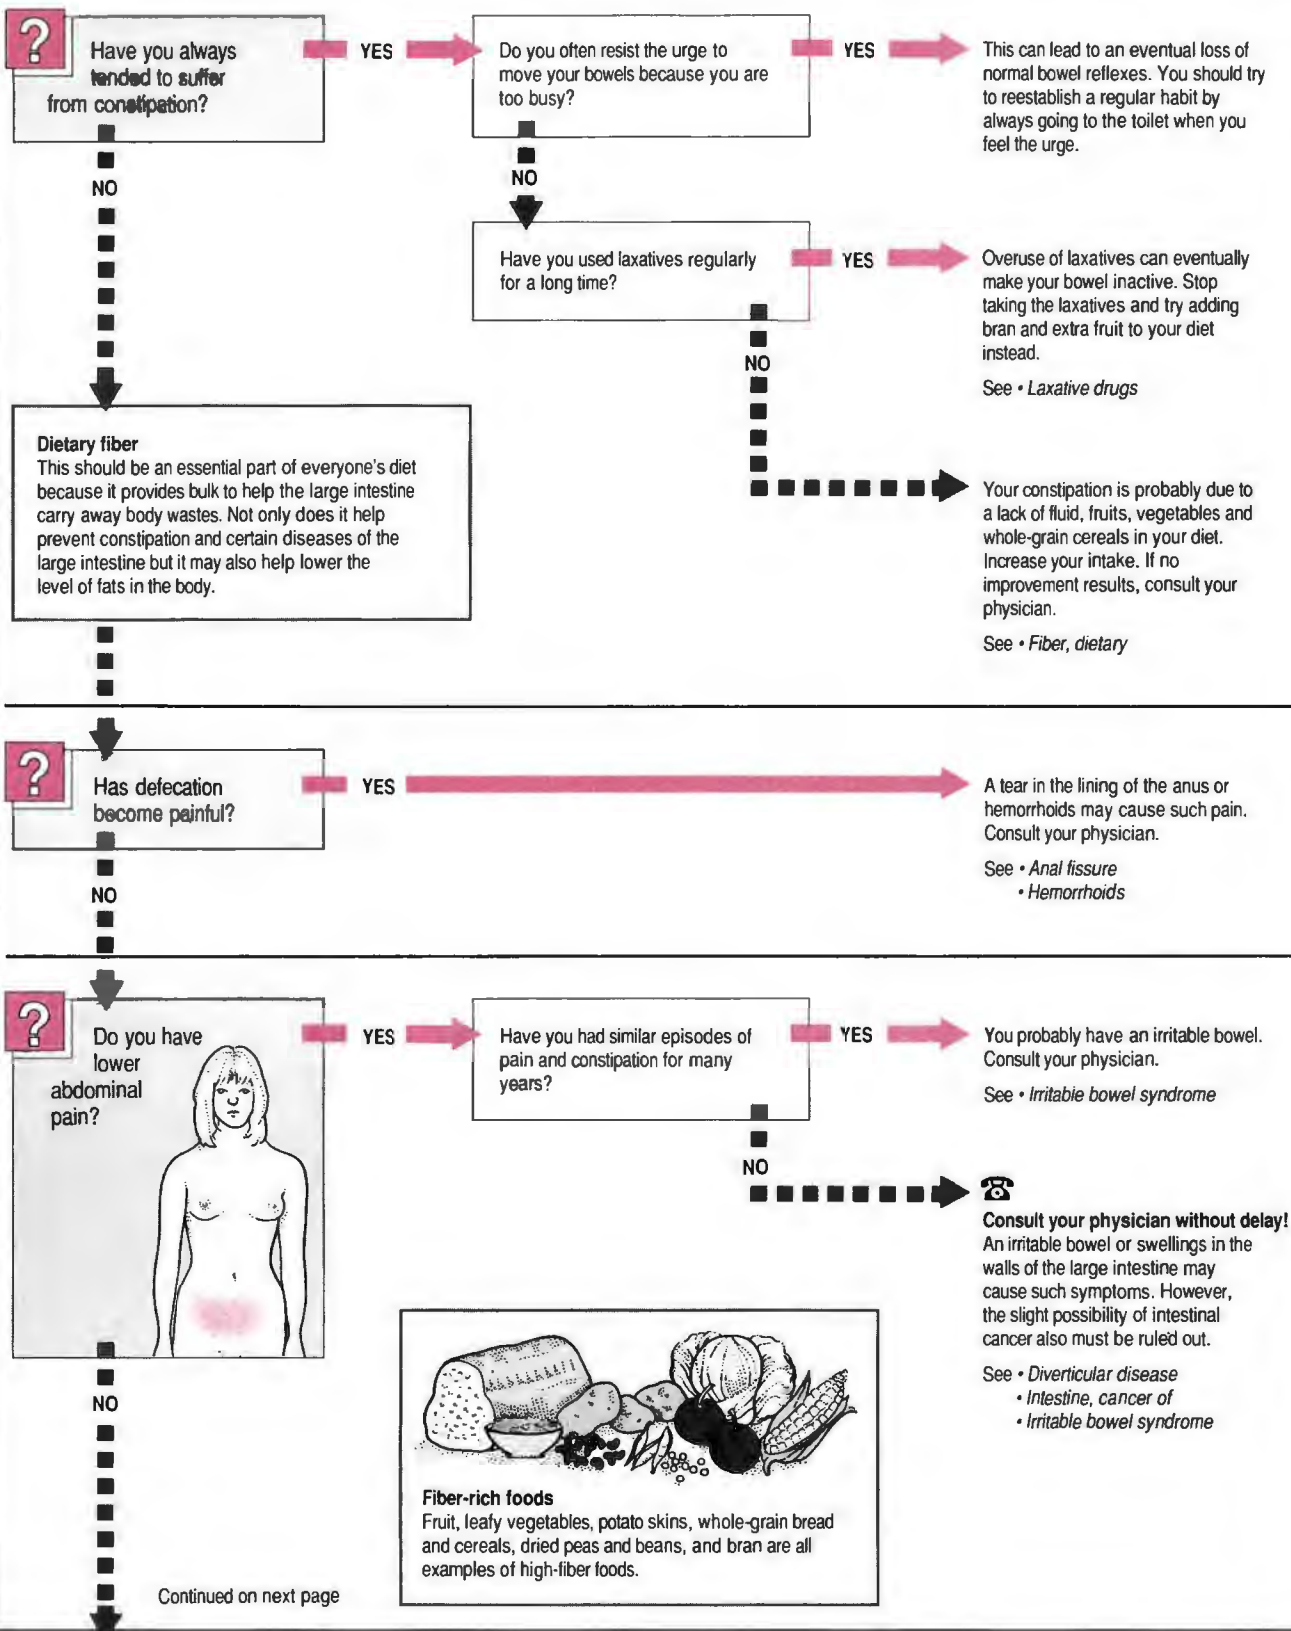 ?
Have you always
tended to suffer
from constipation?
YES
Do you often resist the urge to
move your bowels because you are
too busy?
YES
This can lead to an eventual loss of
normal bowel reflexes. You should try
to reestablish a regular habit by
always going to the toilet when you
feel the urge.
NO
NO
Have you used laxatives regularly
for a long time?
YES
Overuse of laxatives can eventually
make your bowel inactive. Stop
taking the laxatives and try adding
bran and extra fruit to your diet
instead.
See • Laxative drugs
NO
Your constipation is probably due to
a lack of fluid, fruits, vegetables and
whole-grain cereals in your diet.
Increase your intake. If no
improvement results, consult your
physician.
See • Fiber, dietary
Dietary fiber
This should be an essential part of everyone's diet
because it provides bulk to help the large intestine
carry away body wastes. Not only does it help
prevent constipation and certain diseases of the
large intestine but it may also help lower the
level of fats in the body.
?
Has defecation
become painful?
YES
A tear in the lining of the anus or
hemorrhoids may cause such pain.
Consult your physician.
See • Anal fissure
• Hemorrhoids
NO
?
Do you have
lower
abdominal
pain?
YES
Have you had similar episodes of
pain and constipation for many
years?
YES
You probably have an irritable bowel.
Consult your physician.
See • Irritable bowel syndrome
NO
☎
Consult your physician without delay!
An irritable bowel or swellings in the
walls of the large intestine may
cause such symptoms. However,
the slight possibility of intestinal
cancer also must be ruled out.
See • Diverticular disease
• Intestine, cancer of
• Irritable bowel syndrome
NO
Fiber-rich foods
Fruit, leafy vegetables, potato skins, whole-grain bread
and cereals, dried peas and beans, and bran are all
examples of high-fiber foods.
Continued on next page